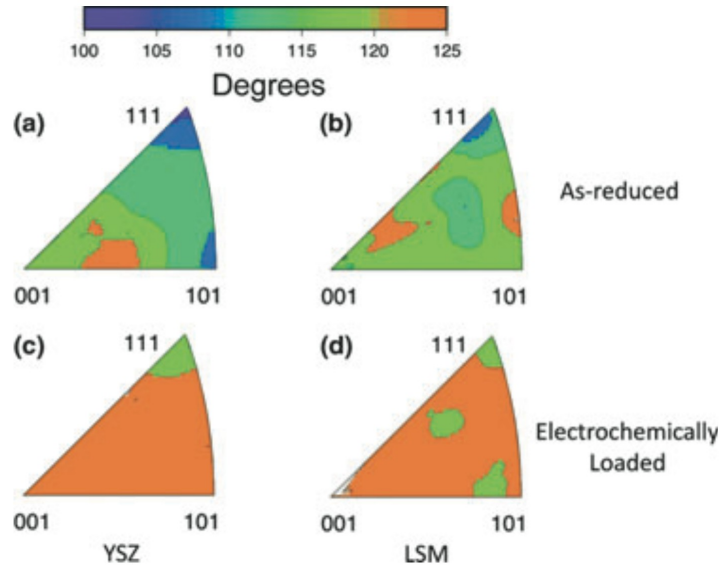 100 105 110 115 120 125
Degrees
(a) 111 (b) 111
As-reduced
001 101 001 101
(c) 111 (d) 111
Electrochemically
Loaded
001 101 001 101
YSZ LSM